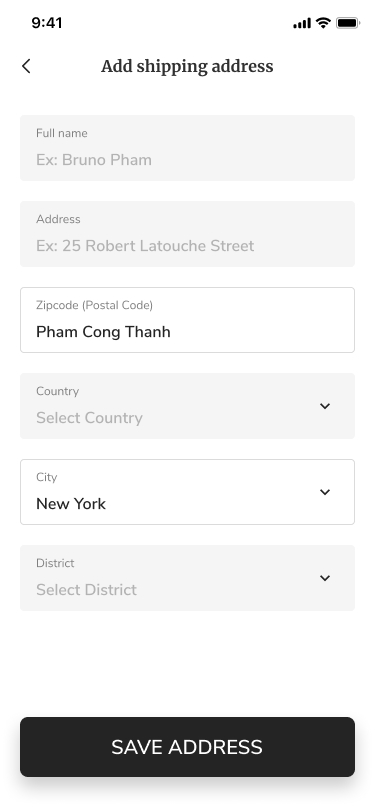 9:41
Add shipping address
Full name
Ex: Bruno Pham
Address
Ex: 25 Robert Latouche Street
Zipcode (Postal Code)
Pham Cong Thanh
Country
Select Country
City
New York
District
Select District
SAVE ADDRESS